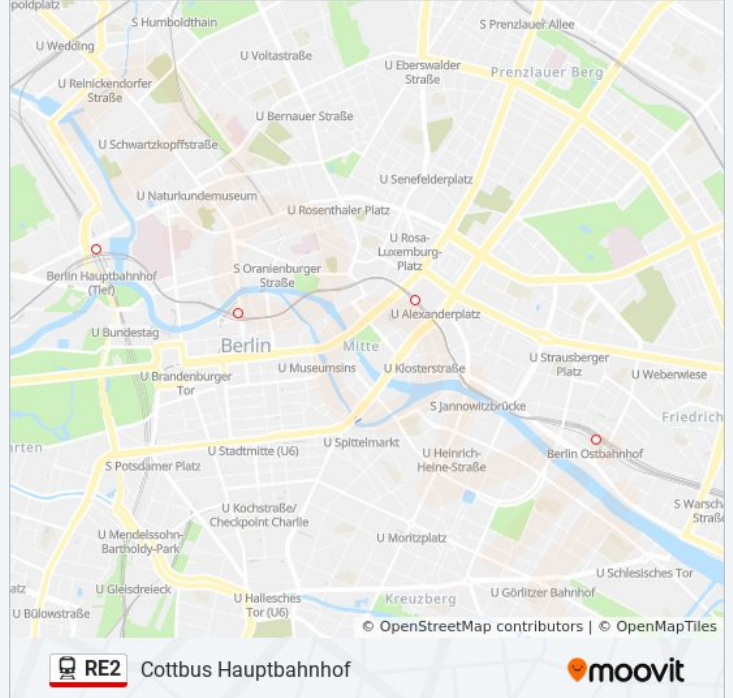 poldplatz
S Humboldthain
S Prenzlauer Allee
U Wedding
U Voltastraße
U Eberswalder
Straße
Prenzlauer Berg
U Reinickendorfer
Straße
U Bernauer Straße
U Schwartzkopffstraße
U Senefelderplatz
U Naturkundemuseum
U Rosenthaler Platz
U Rosa-
Luxemburg-
Platz
Berlin Hauptbahnhof
(Tief)
S Oranienburger
Straße
U Alexanderplatz
U Bundestag
Berlin
Mitte
U Strausberger
Platz
U Museumsins
U Klosterstraße
U Weberwiese
U Brandenburger
Tor
S Jannowitzbrücke
Friedrich
rten
U Spittelmarkt
U Stadtmitte (U6)
Berlin Ostbahnhof
U Heinrich-
Heine-Straße
S Potsdamer Platz
S Warsch
Straße
U Kochstraße/
Checkpoint Charlie
U Mendelssohn-
Bartholdy-Park
U Moritzplatz
U Schlesisches Tor
atz
U Gleisdreieck
U Görlitzer Bahnhof
U Hallesches
Tor (U6)
Kreuzberg
U Bülowstraße
© OpenStreetMap contributors | © OpenMapTiles
RE2 Cottbus Hauptbahnhof
moovit